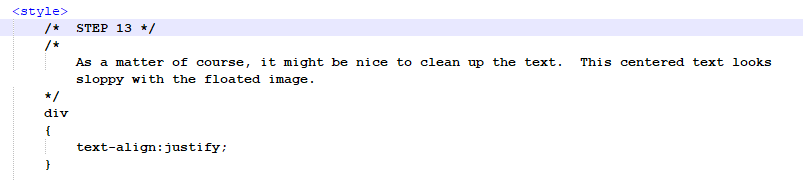 <style>
/*  STEP 13 */
/*
As a matter of course, it might be nice to clean up the text.  This centered text looks
sloppy with the floated image.
*/
div
{
text-align:justify;
}